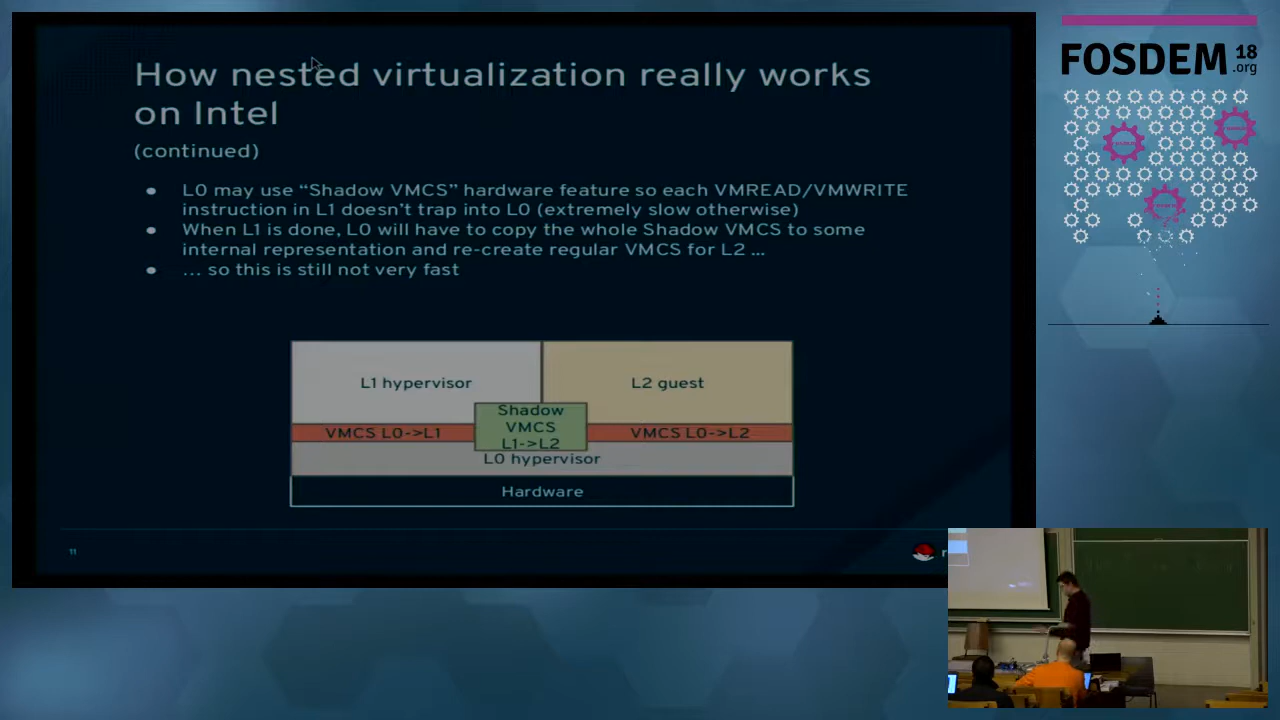 How nested virtualization really works
on Intel
(continued)
● L0 may use “Shadow VMCS” hardware feature so each VMREAD/VMWRITE
instruction in L1 doesn’t trap into L0 (extremely slow otherwise)
● When L1 is done, L0 will have to copy the whole Shadow VMCS to some
internal representation and re-create regular VMCS for L2 ...
● ... so this is still not very fast
L1 hypervisor
L2 guest
Shadow
VMCS
L1->L2
VMCS L0->L1
VMCS L0->L2
L0 hypervisor
Hardware
11
FOSDEM 18
.org